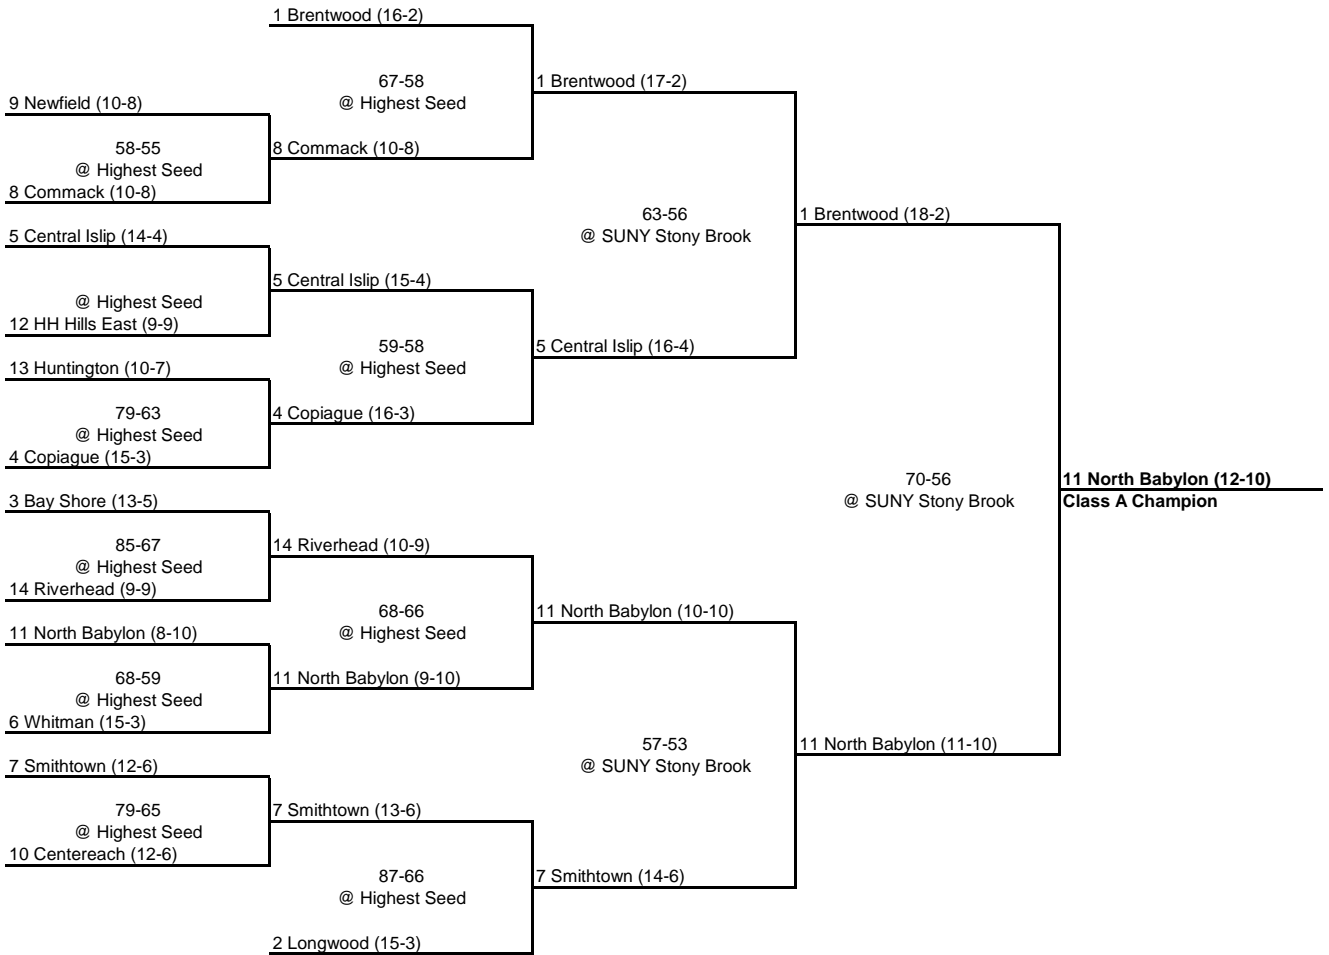 1 Brentwood (16-2)
67-58
@ Highest Seed
1 Brentwood (17-2)
9 Newfield (10-8)
58-55
@ Highest Seed
8 Commack (10-8)
8 Commack (10-8)
5 Central Islip (14-4)
63-56
@ SUNY Stony Brook
1 Brentwood (18-2)
5 Central Islip (15-4)
@ Highest Seed
12 HH Hills East (9-9)
59-58
@ Highest Seed
5 Central Islip (16-4)
13 Huntington (10-7)
79-63
@ Highest Seed
4 Copiague (16-3)
4 Copiague (15-3)
70-56
@ SUNY Stony Brook
11 North Babylon (12-10)
Class A Champion
3 Bay Shore (13-5)
85-67
@ Highest Seed
14 Riverhead (10-9)
14 Riverhead (9-9)
68-66
@ Highest Seed
11 North Babylon (10-10)
11 North Babylon (8-10)
68-59
@ Highest Seed
11 North Babylon (9-10)
6 Whitman (15-3)
57-53
@ SUNY Stony Brook
11 North Babylon (11-10)
7 Smithtown (12-6)
79-65
@ Highest Seed
7 Smithtown (13-6)
10 Centereach (12-6)
87-66
@ Highest Seed
7 Smithtown (14-6)
2 Longwood (15-3)